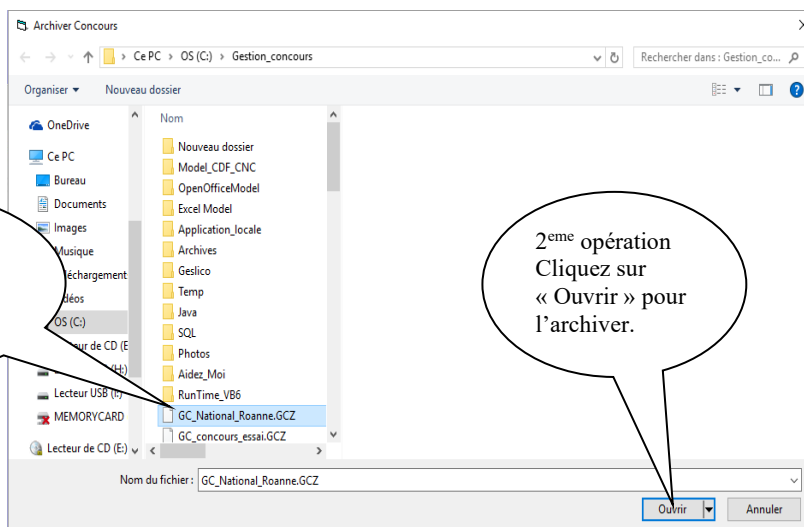 Archiver Concours
Ce PC > OS (C:) > Gestion_concours
Rechercher dans : Gestion_co...
Organiser
Nouveau dossier
OneDrive
Ce PC
Bureau
Documents
Images
Musique
léchargement
déos
OS (C:)
ur de CD (E
(H:)
Lecteur USB (I:)
MEMORYCARD
Lecteur de CD (E:)
Nom
Nouveau dossier
Model_CDF_CNC
OpenOfficeModel
Excel Model
Application_locale
Archives
Geslico
Temp
Java
SQL
Photos
Aidez_Moi
RunTime_VB6
GC_National_Roanne.GCZ
GC_concours_essai.GCZ
2eme opération
Cliquez sur
« Ouvrir » pour
l’archiver.
Nom du fichier : GC_National_Roanne.GCZ
Ouvrir
Annuler